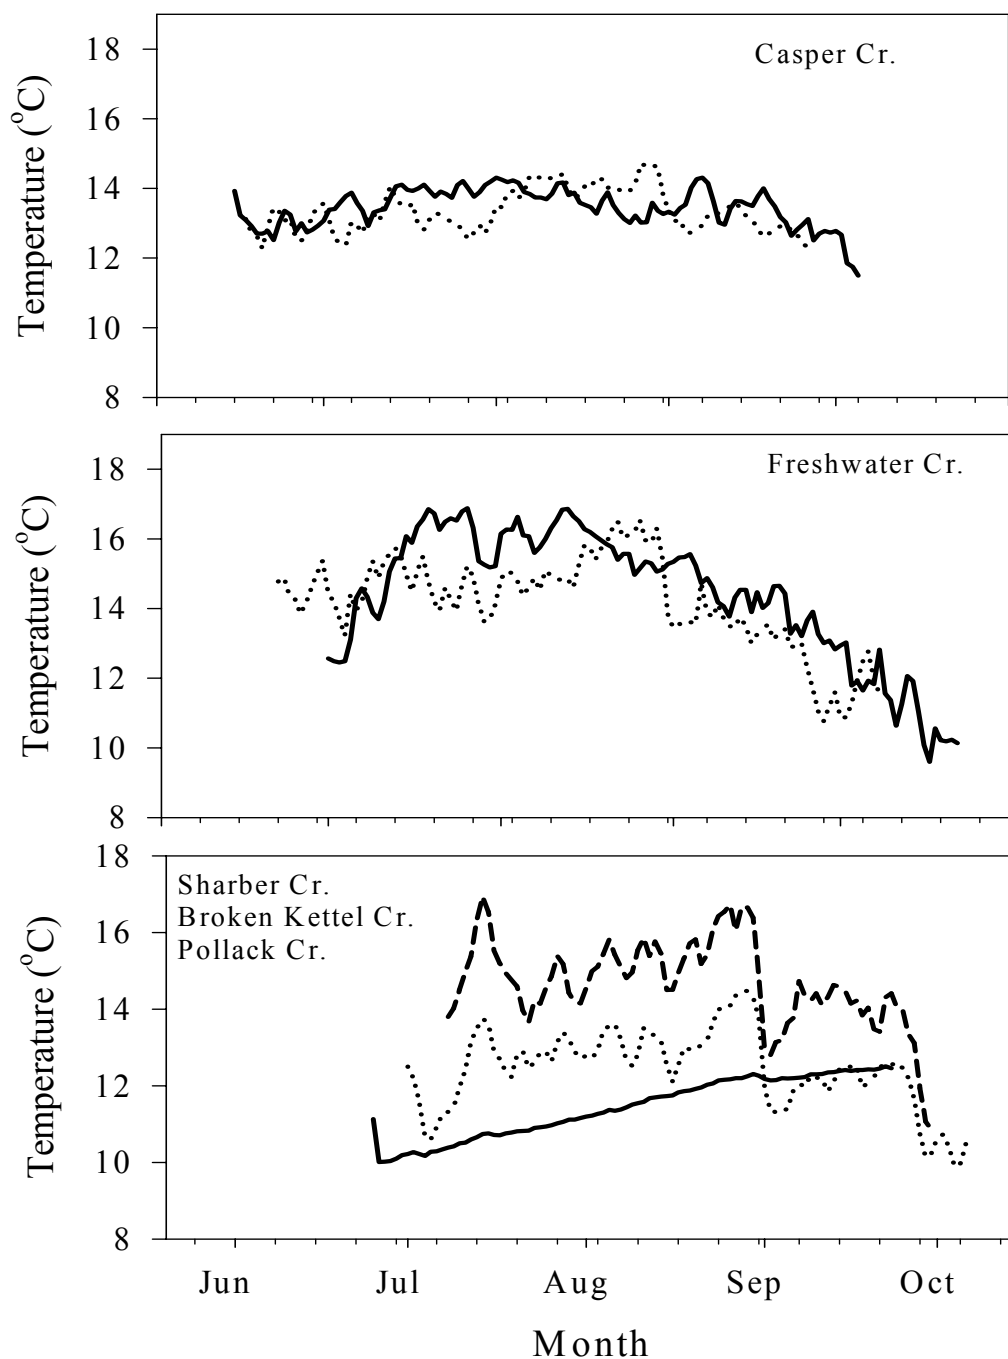 Casper Cr.
18
16
14
12
10
8
Temperature (°C)
Freshwater Cr.
18
16
14
12
10
8
Temperature (°C)
Sharber Cr.
Broken Kettel Cr.
Pollack Cr.
18
16
14
12
10
8
Temperature (°C)
Jun Jul Aug Sep Oct
Month